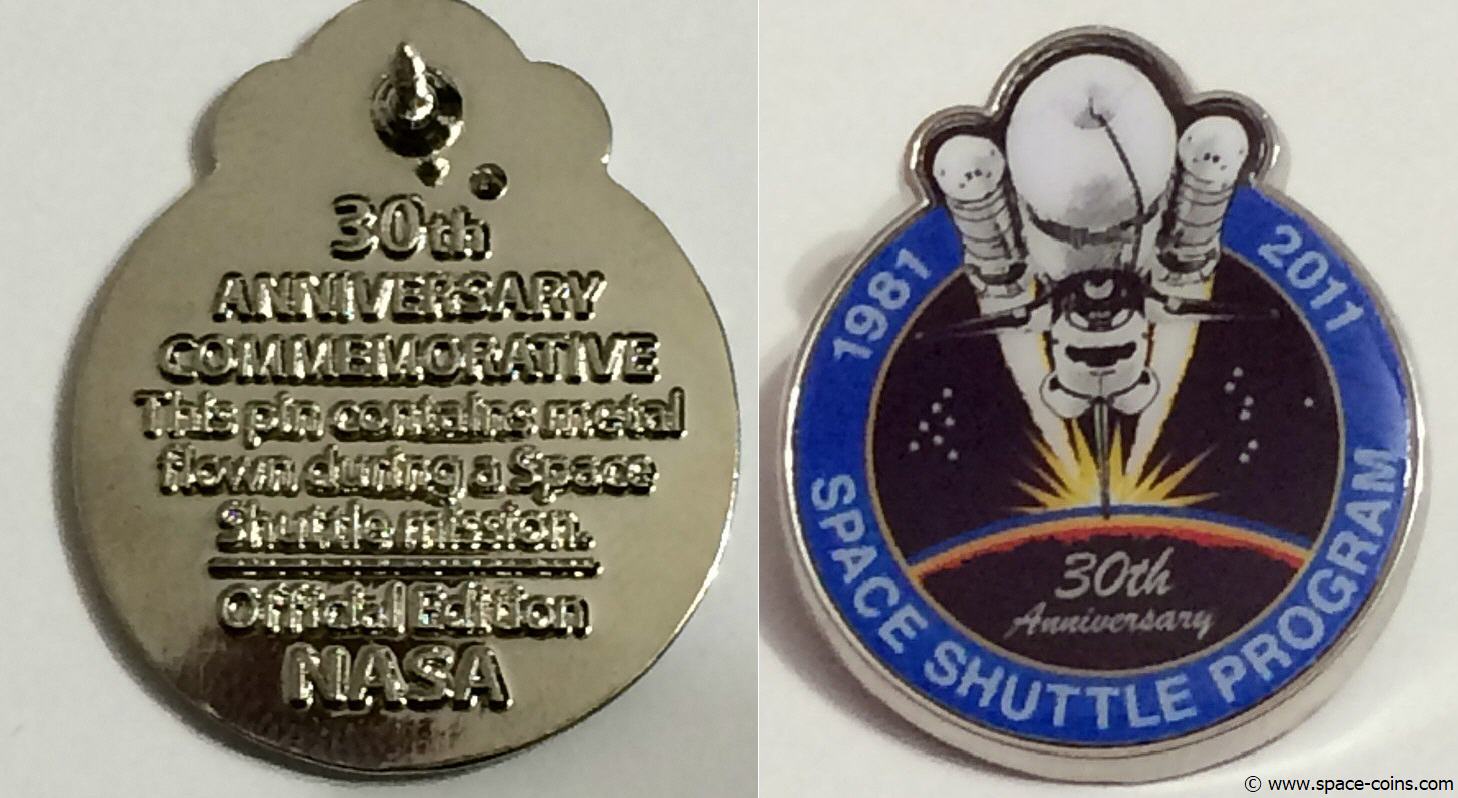 30th
ANNIVERSARY
COMMEMORATIVE
This pin contains metal
flown during a Space
Shuttle mission.
Official Edition
NASA
1981
2011
SPACE SHUTTLE PROGRAM
30th
Anniversary
© www.space-coins.com